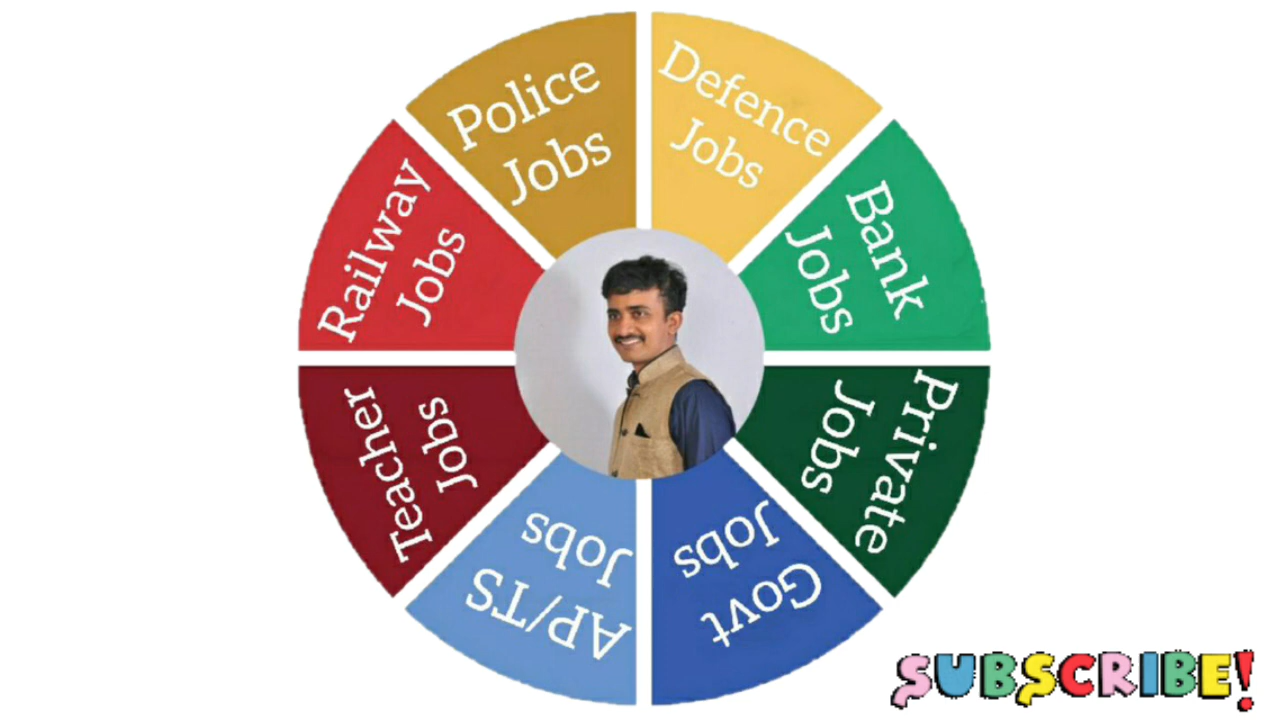 Police
Jobs
Defence
Jobs
Bank
Jobs
Private
Jobs
Govt
Jobs
AP/TS
Jobs
Teacher
Jobs
Railway
Jobs
SUBSCRIBE!